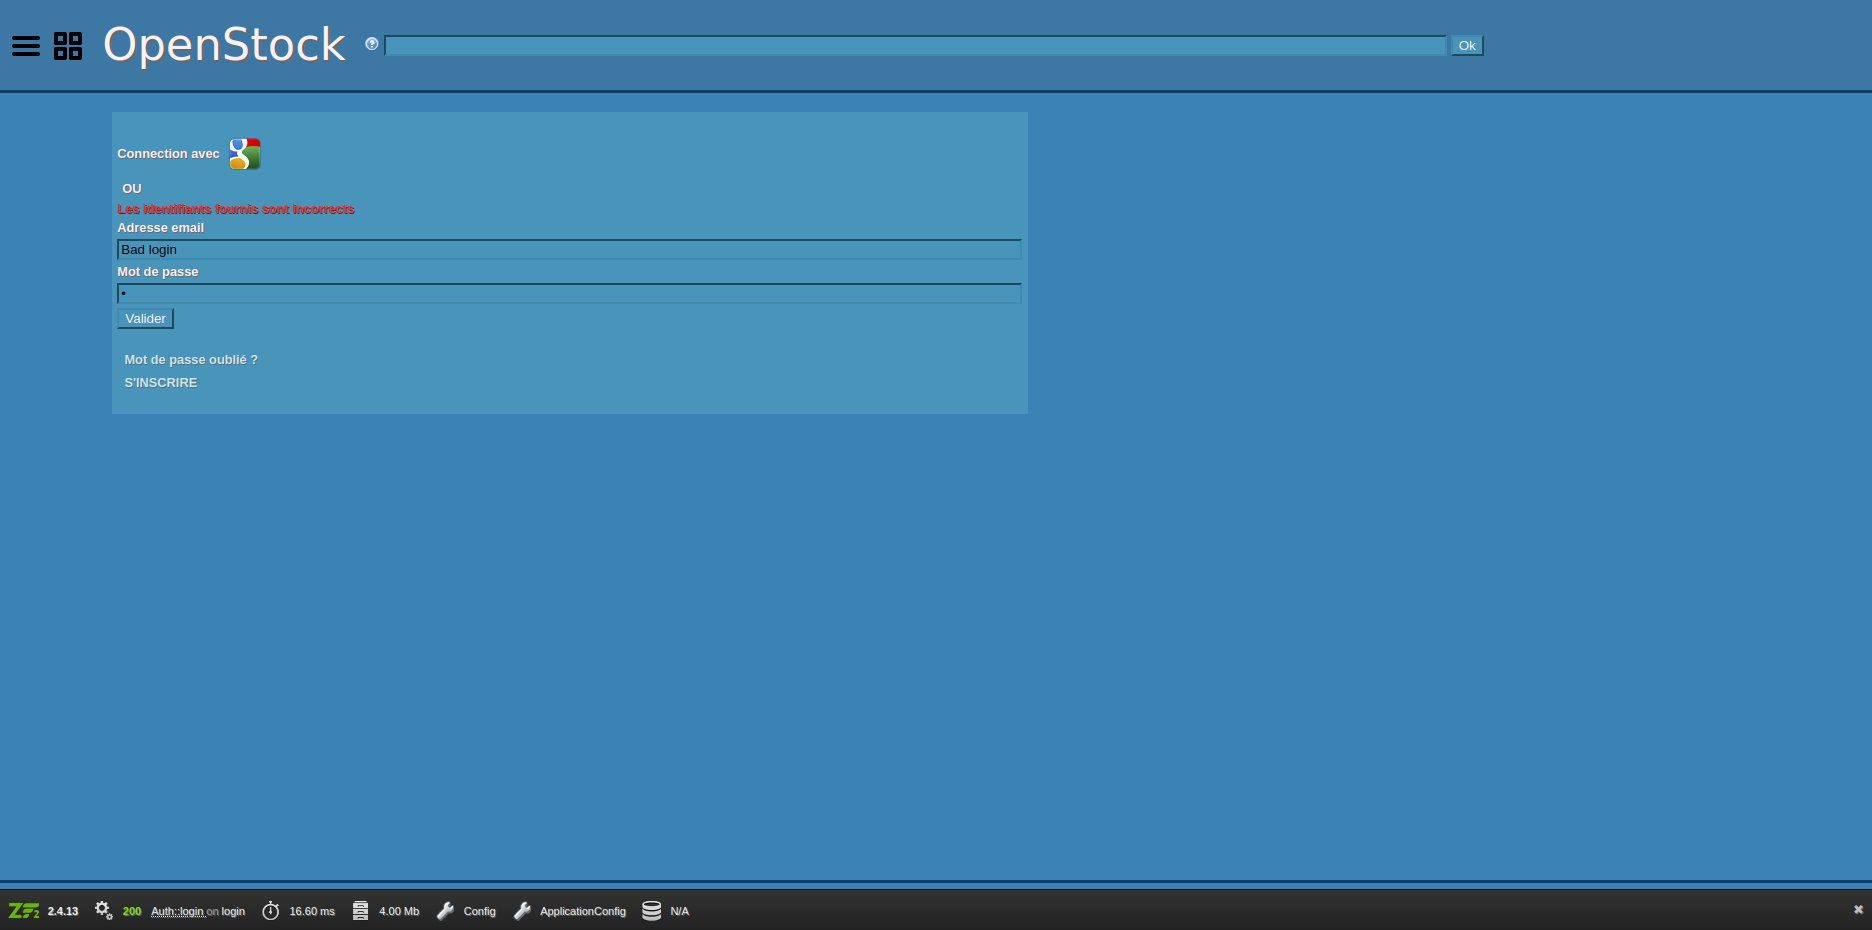 OpenStock
Ok
Connection avec
OU
Les identifiants fournis sont incorrects
Adresse email
Bad login
Mot de passe
•
Valider
Mot de passe oublié ?
S'INSCRIRE
ZF2 2.4.13 200 Auth::login on login 16.60 ms 4.00 Mb Config ApplicationConfig N/A